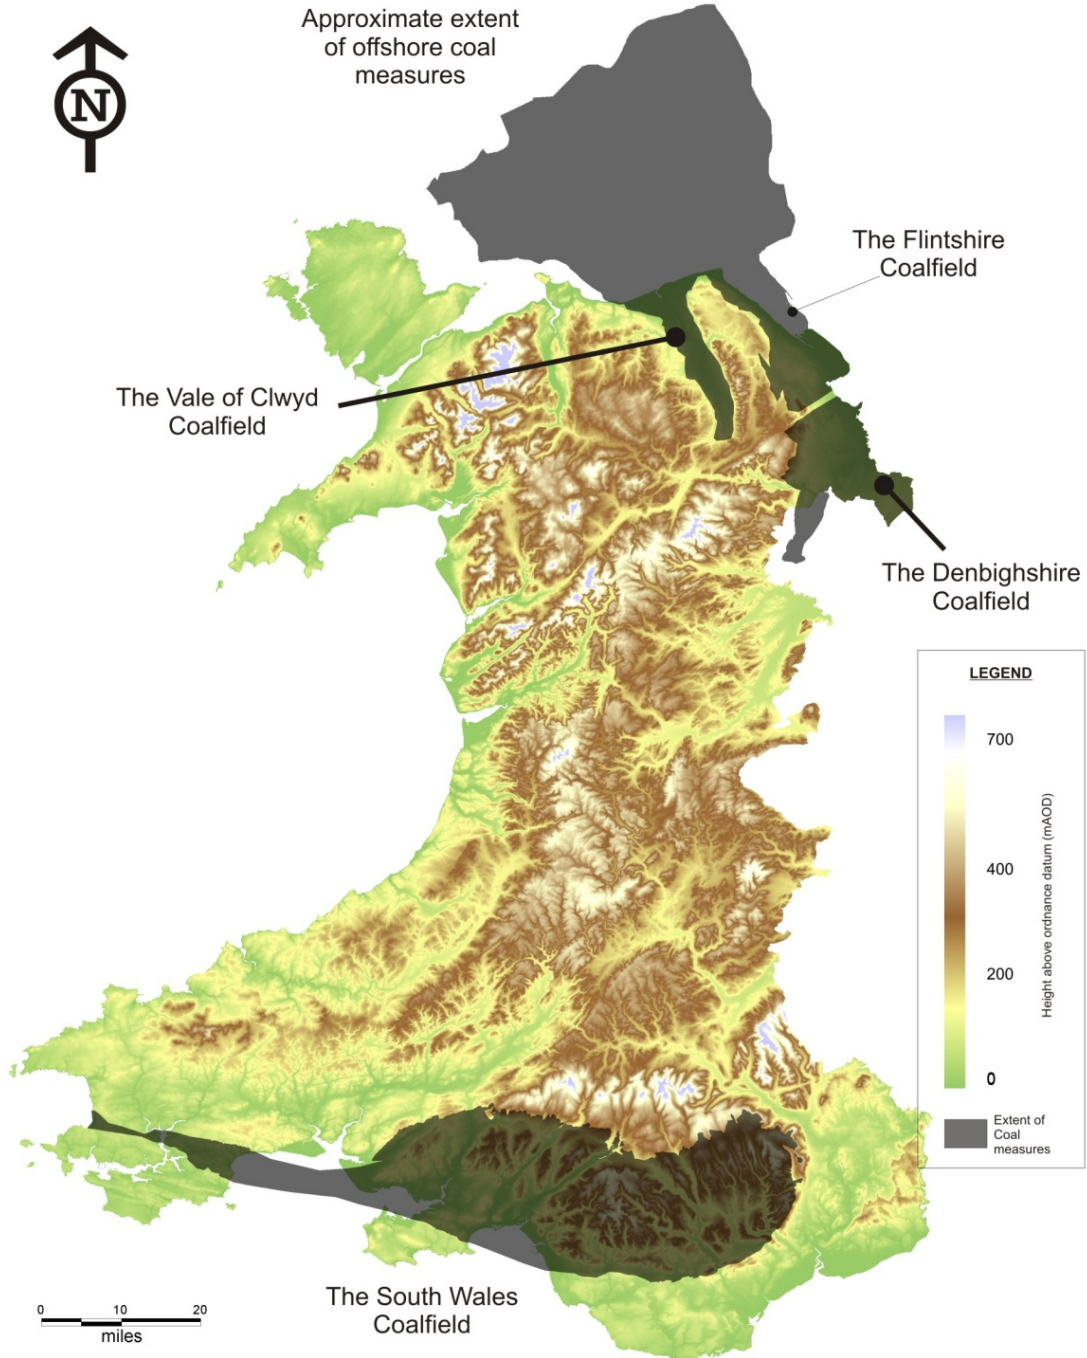 Approximate extent
of offshore coal
measures
N
The Flintshire
Coalfield
The Vale of Clwyd
Coalfield
The Denbighshire
Coalfield
LEGEND
700
400
200
0
Height above ordnance datum (mAOD)
Extent of
Coal
measures
The South Wales
Coalfield
0 10 20
miles